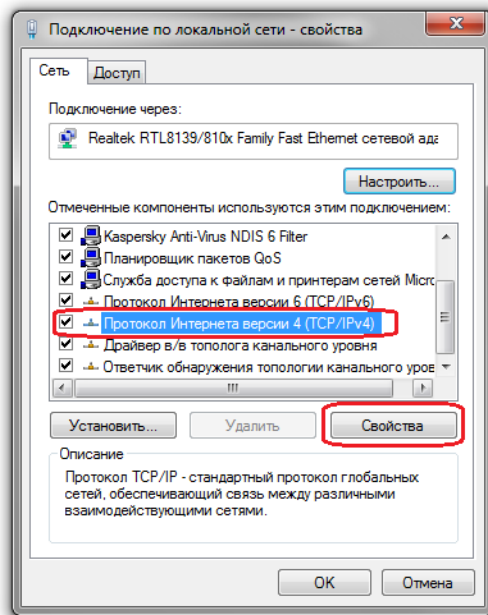 Подключение по локальной сети - свойства
Сеть
Доступ
Подключение через:
Realtek RTL8139/810x Family Fast Ethernet сетевой ада
Настроить...
Отмеченные компоненты используются этим подключением:
Kaspersky Anti-Virus NDIS 6 Filter
Планировщик пакетов QoS
Служба доступа к файлам и принтерам сетей Micro
Протокол Интернета версии 6 (TCP/IPv6)
Протокол Интернета версии 4 (TCP/IPv4)
Драйвер в/в тополога канального уровня
Ответчик обнаружения топологии канального уров
Установить...
Удалить
Свойства
Описание
Протокол TCP/IP - стандартный протокол глобальных
сетей, обеспечивающий связь между различными
взаимодействующими сетями.
OK
Отмена